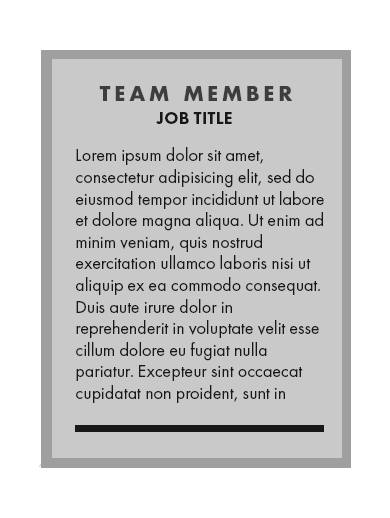 TEAM MEMBER
JOB TITLE
Lorem ipsum dolor sit amet,
consectetur adipisicing elit, sed do
eiusmod tempor incididunt ut labore
et dolore magna aliqua. Ut enim ad
minim veniam, quis nostrud
exercitation ullamco laboris nisi ut
aliquip ex ea commodo consequat.
Duis aute irure dolor in
reprehenderit in voluptate velit esse
cillum dolore eu fugiat nulla
pariatur. Excepteur sint occaecat
cupidatat non proident, sunt in